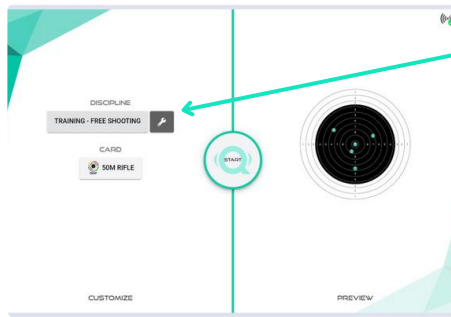 DISCIPLINE
TRAINING - FREE SHOOTING
CARD
50M RIFLE
START
CUSTOMIZE
PREVIEW